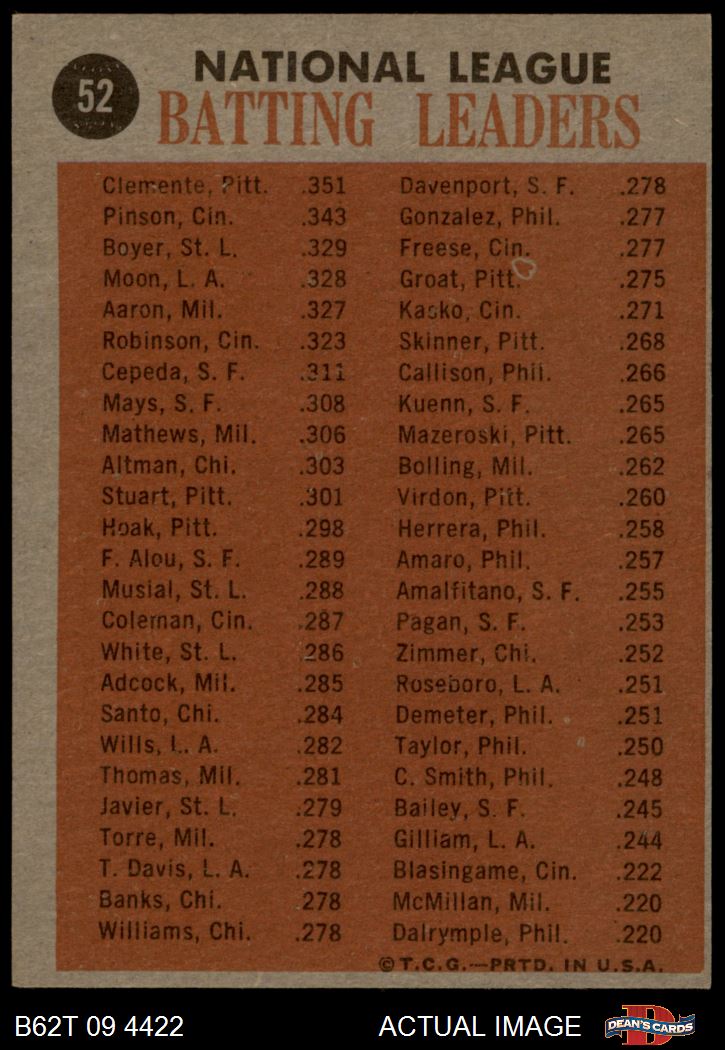 52
NATIONAL LEAGUE
BATTING LEADERS
Clemente, Pitt. .351
Pinson, Cin. .343
Boyer, St. L. .329
Moon, L. A. .328
Aaron, Mil. .327
Robinson, Cin. .323
Cepeda, S. F. .311
Mays, S. F. .308
Mathews, Mil. .306
Altman, Chi. .303
Stuart, Pitt. .301
Hoak, Pitt. .298
F. Alou, S. F. .289
Musial, St. L. .288
Coleman, Cin. .287
White, St. L. .286
Adcock, Mil. .285
Santo, Chi. .284
Wills, L. A. .282
Thomas, Mil. .281
Javier, St. L. .279
Torre, Mil. .278
T. Davis, L. A. .278
Banks, Chi. .278
Williams, Chi. .278
Davenport, S. F. .278
Gonzalez, Phil. .277
Freese, Cin. .277
Groat, Pitt. .275
Kasko, Cin. .271
Skinner, Pitt. .268
Callison, Phil. .266
Kuenn, S. F. .265
Mazeroski, Pitt. .265
Bolling, Mil. .262
Virdon, Pitt. .260
Herrera, Phil. .258
Amaro, Phil. .257
Amalfitano, S. F. .255
Pagan, S. F. .253
Zimmer, Chi. .252
Roseboro, L. A. .251
Demeter, Phil. .251
Taylor, Phil. .250
C. Smith, Phil. .248
Bailey, S. F. .245
Gilliam, L. A. .244
Blasingame, Cin. .222
McMillan, Mil. .220
Dalrymple, Phil. .220
© T.C.G.—PRTD. IN U.S.A.
B62T 09 4422
ACTUAL IMAGE
D
DEAN'S CARDS